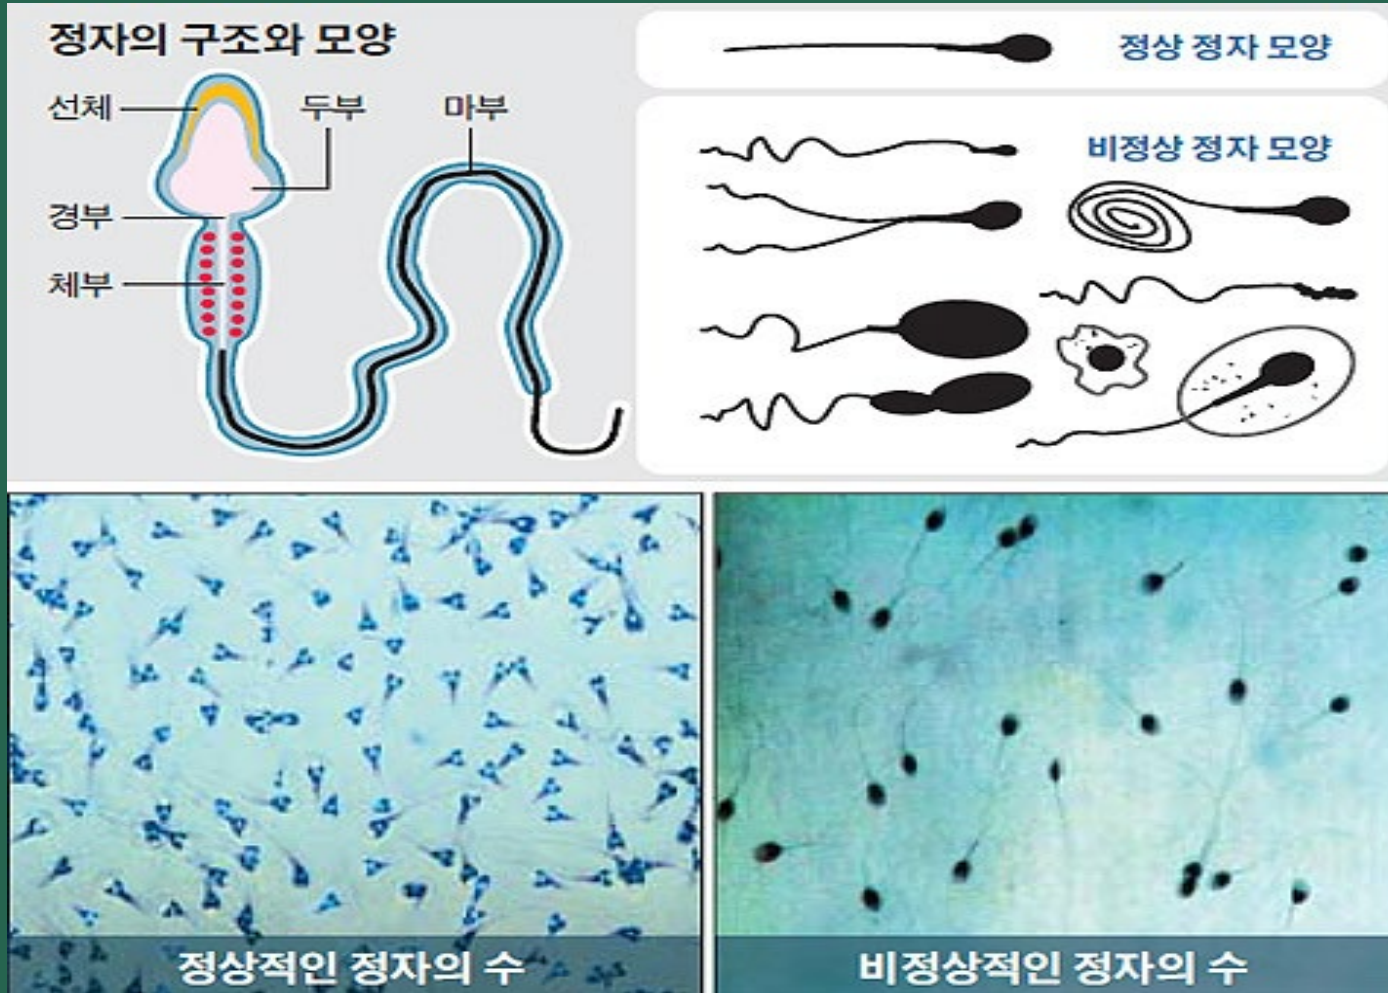 정자의 구조와 모양
선체
두부
마부
경부
체부
정상 정자 모양
비정상 정자 모양
정상적인 정자의 수
비정상적인 정자의 수